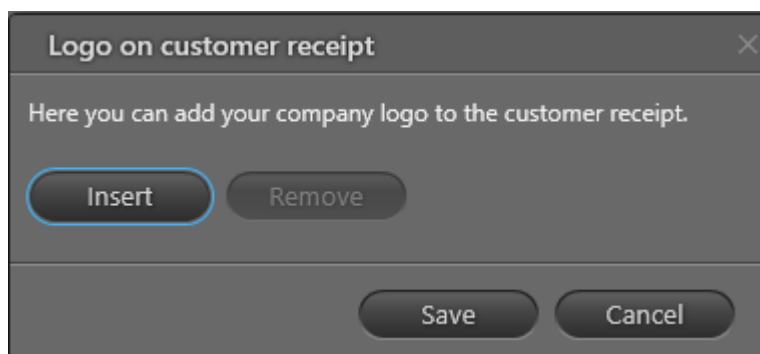 Logo on customer receipt
Here you can add your company logo to the customer receipt.
Insert Remove
Save Cancel